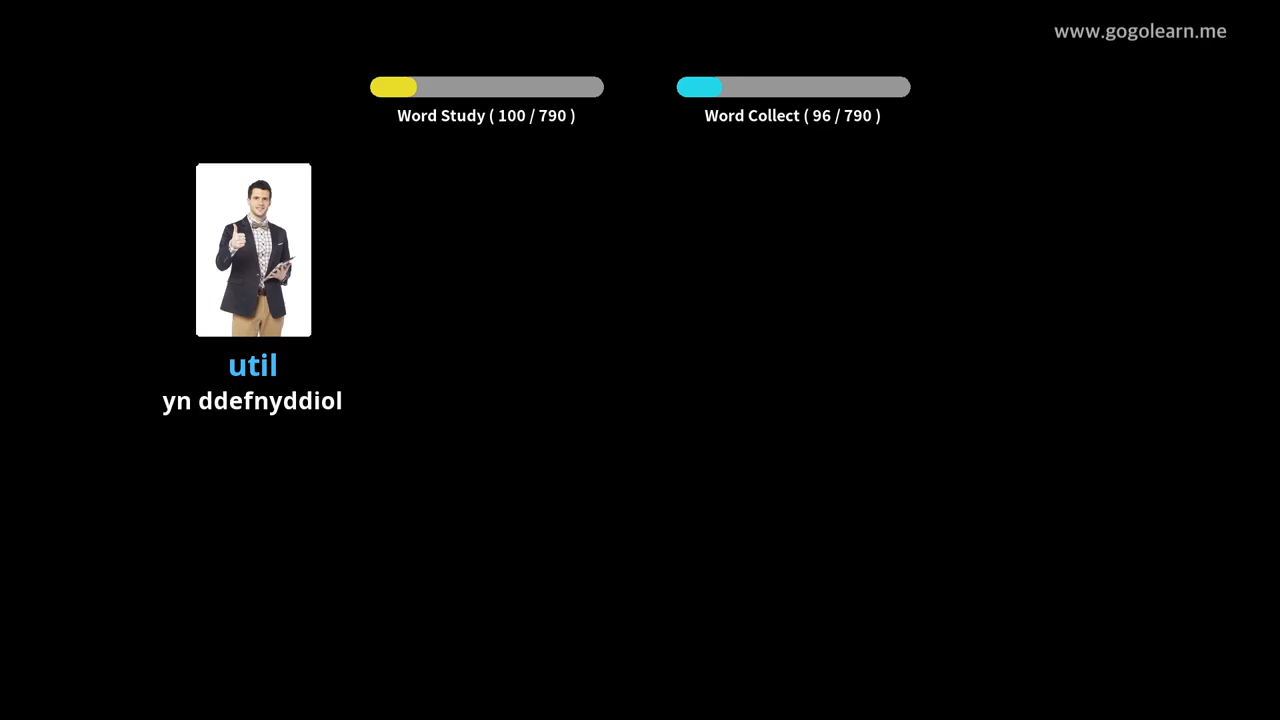 www.gogolearn.me
Word Study ( 100 / 790 )
Word Collect ( 96 / 790 )
util
yn ddefnyddiol